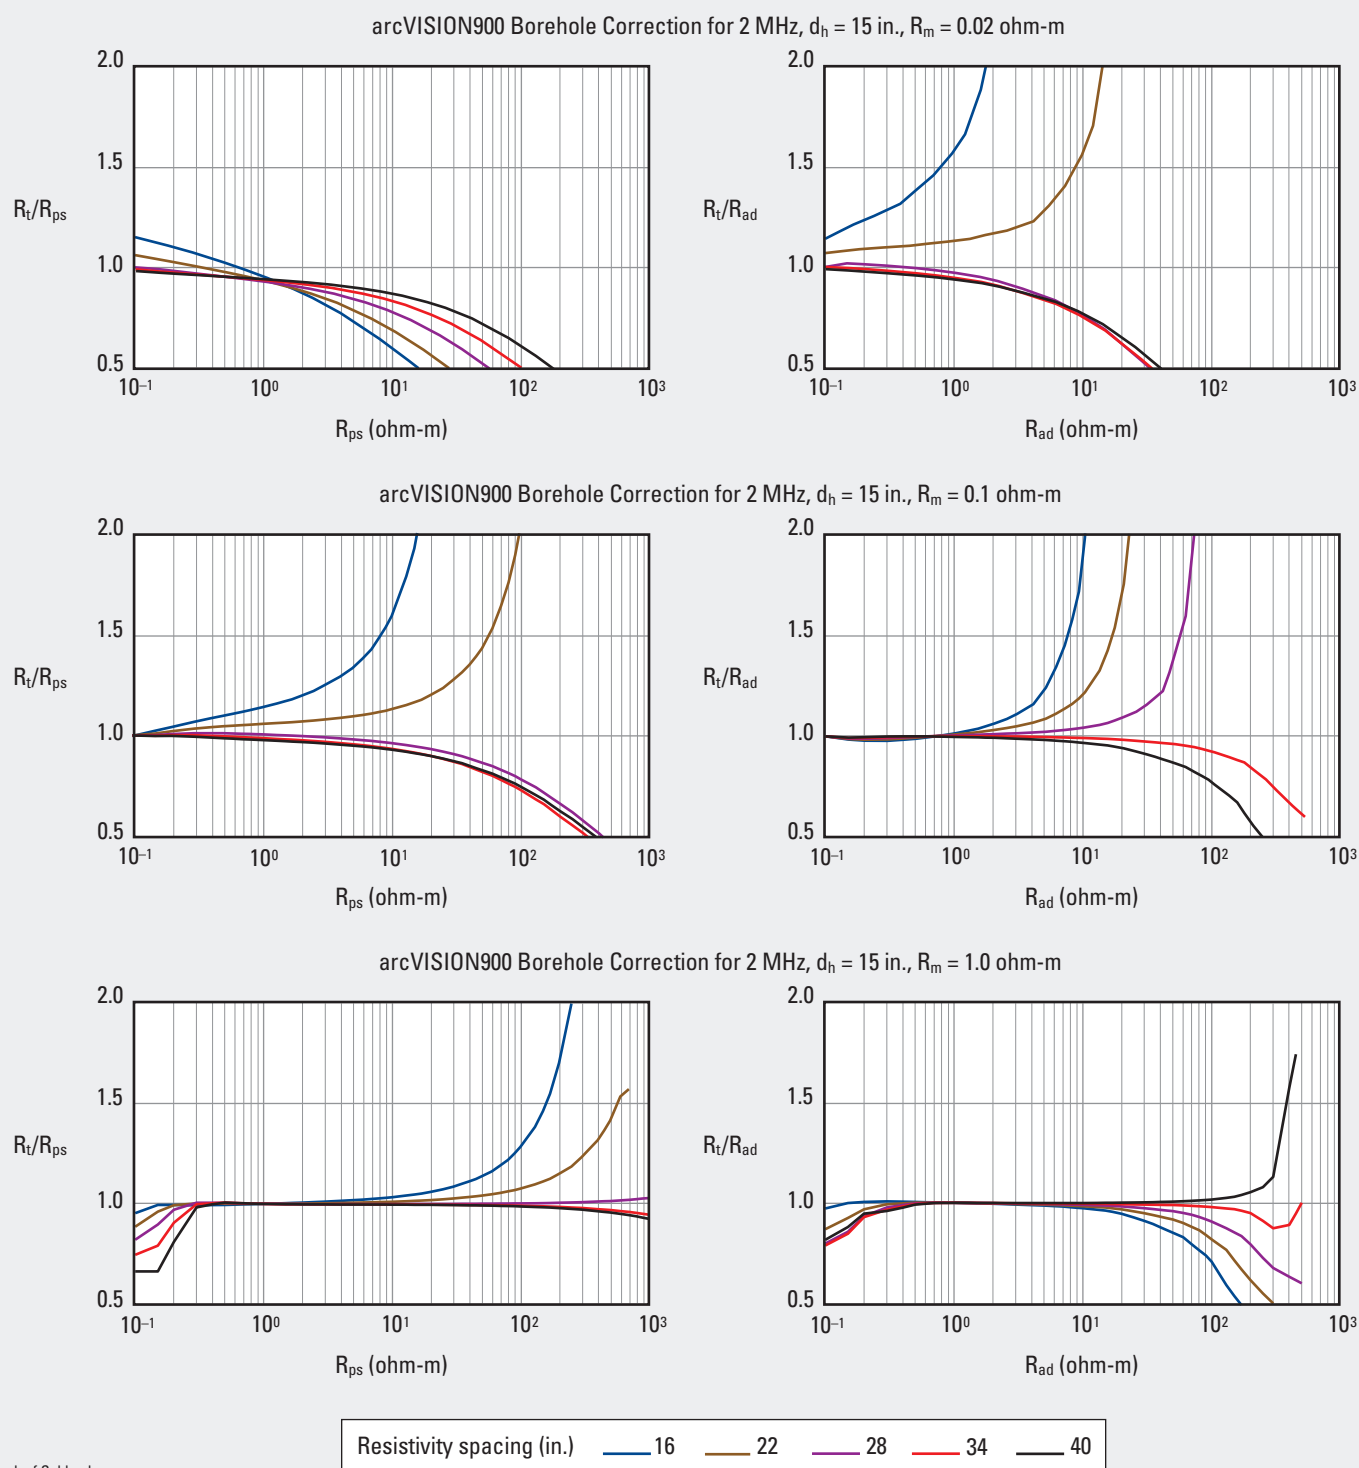 arcVISION900 Borehole Correction for 2 MHz, dh = 15 in., Rm = 0.02 ohm-m
2.0
1.5
Rt/Rps
1.0
0.5
10–1 100 101 102 103
Rps (ohm-m)
2.0
1.5
Rt/Rad
1.0
0.5
10–1 100 101 102 103
Rad (ohm-m)
arcVISION900 Borehole Correction for 2 MHz, dh = 15 in., Rm = 0.1 ohm-m
2.0
1.5
Rt/Rps
1.0
0.5
10–1 100 101 102 103
Rps (ohm-m)
2.0
1.5
Rt/Rad
1.0
0.5
10–1 100 101 102 103
Rad (ohm-m)
arcVISION900 Borehole Correction for 2 MHz, dh = 15 in., Rm = 1.0 ohm-m
2.0
1.5
Rt/Rps
1.0
0.5
10–1 100 101 102 103
Rps (ohm-m)
2.0
1.5
Rt/Rad
1.0
0.5
10–1 100 101 102 103
Rad (ohm-m)
Resistivity spacing (in.) 16 22 28 34 40